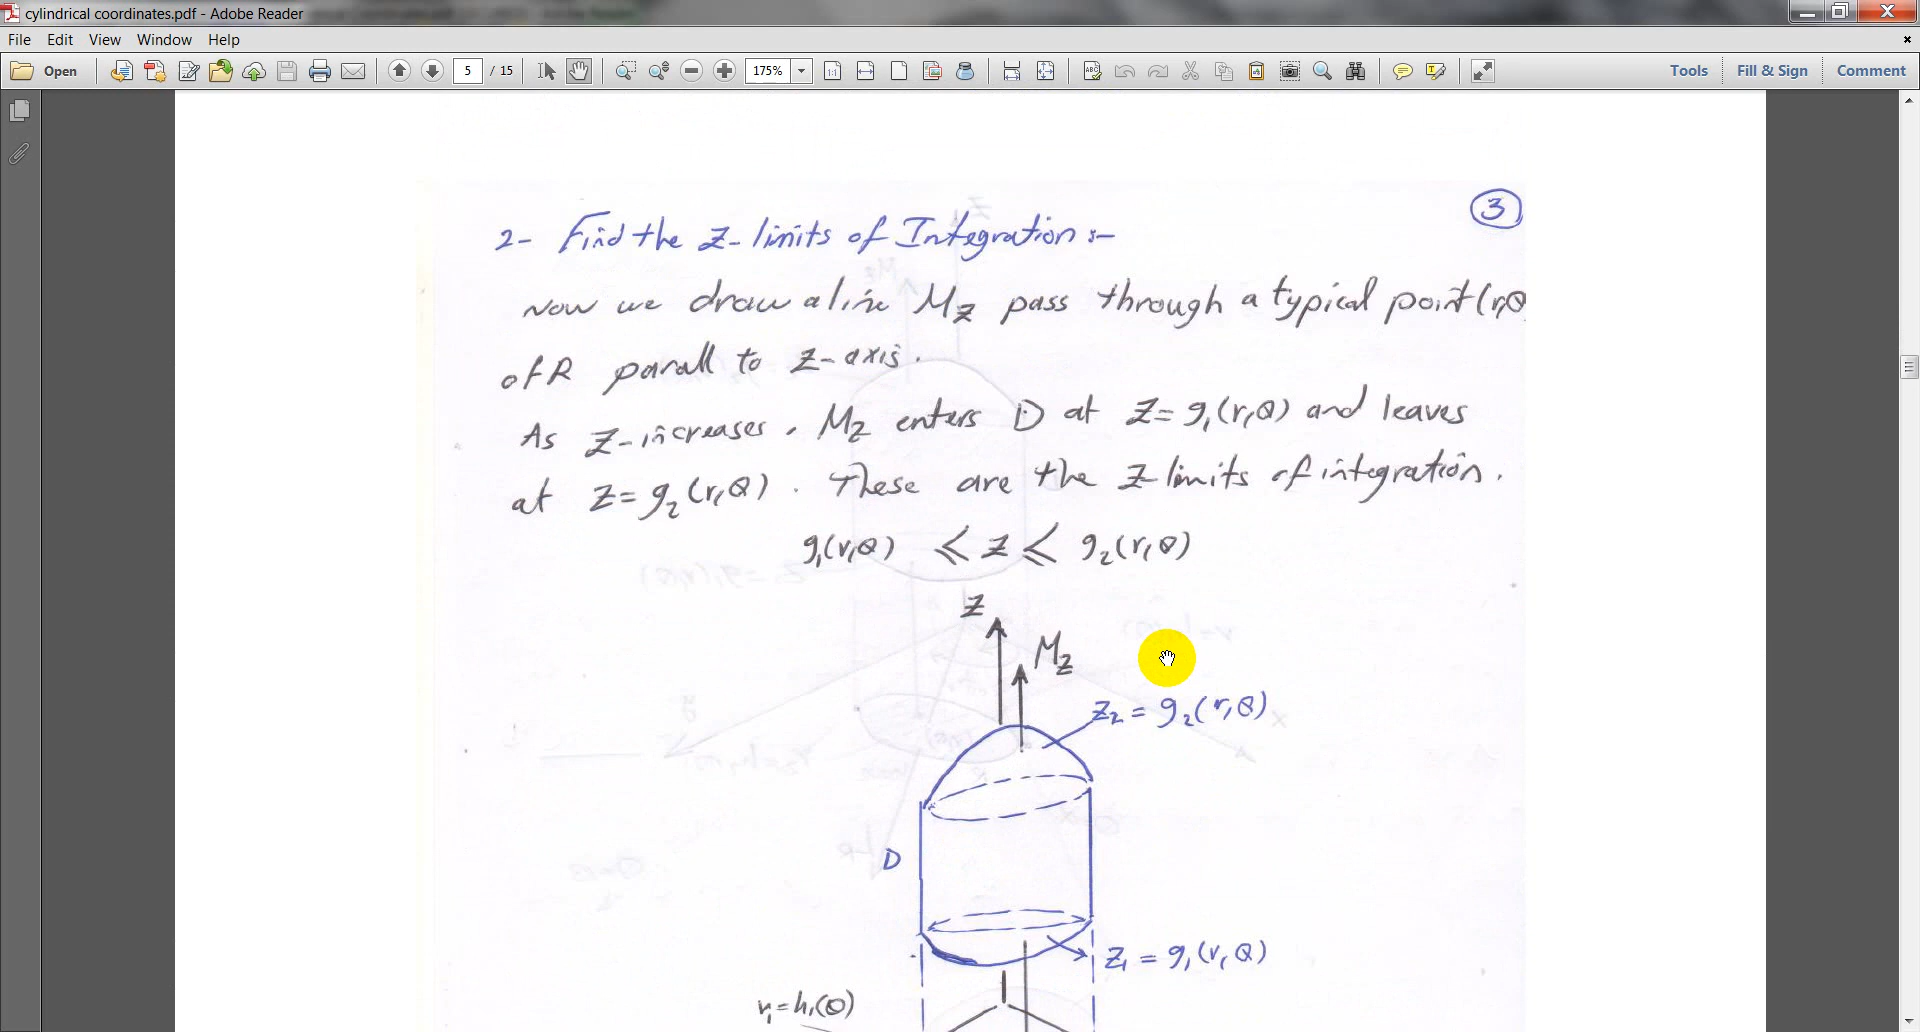 cylindrical coordinates.pdf - Adobe Reader
File Edit View Window Help
Open 5 / 15 175% Tools Fill & Sign Comment
3
2- Find the Z-limits of Integration :-
Now we draw a line Mz pass through a typical point (r,θ
of R parall to Z-axis.
As Z-increases, Mz enters D at Z= g₁(r,θ) and leaves
at Z= g₂(r,θ). These are the Z-limits of integration.
g₁(r,θ) ⩽ Z ⩽ g₂(r,θ)
Z
Mz
Z₂ = g₂(r,θ)
D
Z₁ = g₁(r,θ)
r₁=h₁(θ)